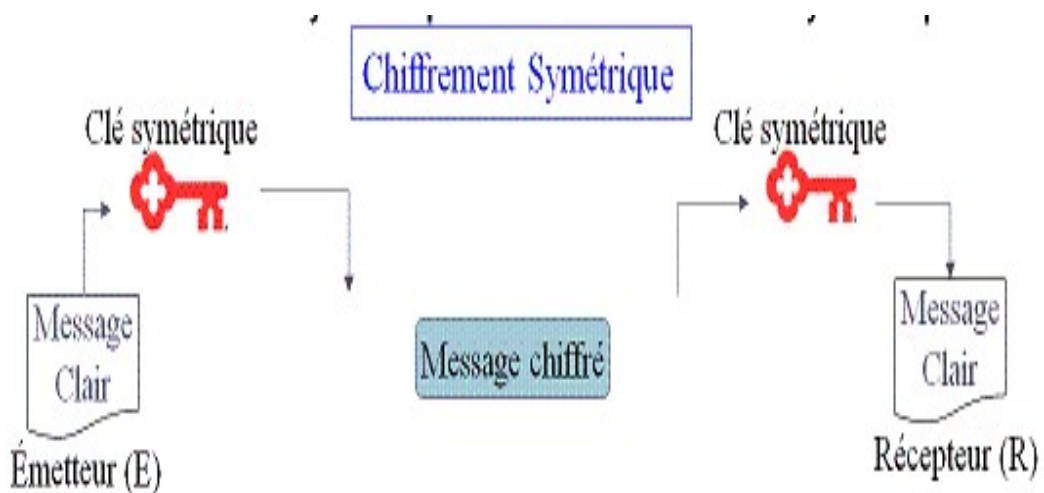 Chiffrement Symétrique
Clé symétrique
Clé symétrique
Message
Clair
Message chiffré
Message
Clair
Émetteur (E)
Récepteur (R)